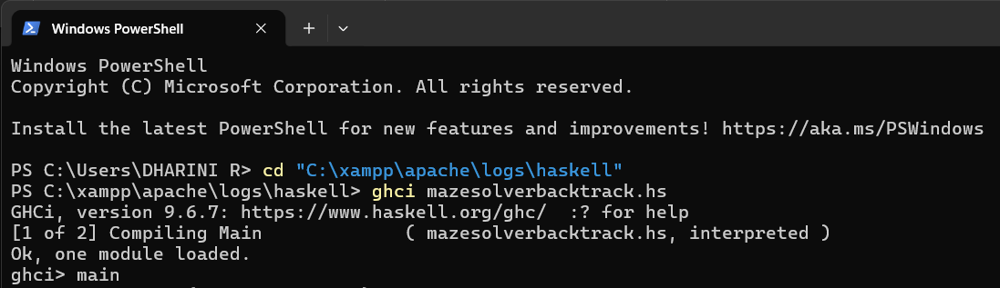 Windows PowerShell
Windows PowerShell
Copyright (C) Microsoft Corporation. All rights reserved.
Install the latest PowerShell for new features and improvements! https://aka.ms/PSWindows
PS C:\Users\DHARINI R> cd "C:\xampp\apache\logs\haskell"
PS C:\xampp\apache\logs\haskell> ghci mazesolverbacktrack.hs
GHCi, version 9.6.7: https://www.haskell.org/ghc/  :? for help
[1 of 2] Compiling Main             ( mazesolverbacktrack.hs, interpreted )
Ok, one module loaded.
ghci> main